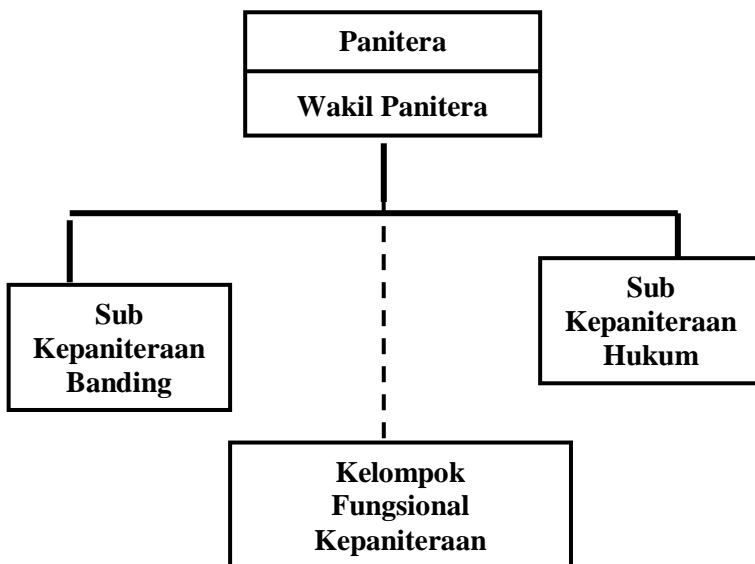 Panitera
Wakil Panitera
Sub
Kepaniteraan
Banding
Sub
Kepaniteraan
Hukum
Kelompok
Fungsional
Kepaniteraan